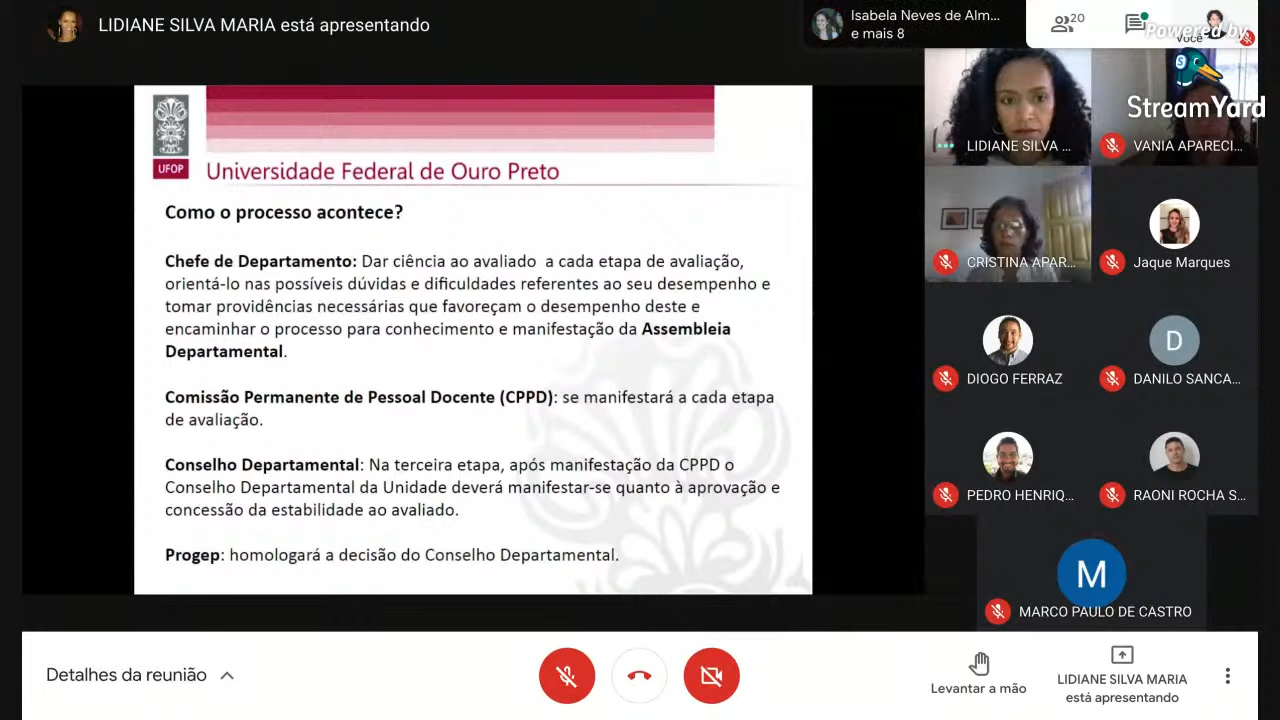 LIDIANE SILVA MARIA está apresentando
Isabela Neves de Alm...
e mais 8
20
Você
Powered by
StreamYard
UFOP
Universidade Federal de Ouro Preto
Como o processo acontece?
Chefe de Departamento: Dar ciência ao avaliado a cada etapa de avaliação,
orientá-lo nas possíveis dúvidas e dificuldades referentes ao seu desempenho e
tomar providências necessárias que favoreçam o desempenho deste e
encaminhar o processo para conhecimento e manifestação da Assembleia
Departamental.
Comissão Permanente de Pessoal Docente (CPPD): se manifestará a cada etapa
de avaliação.
Conselho Departamental: Na terceira etapa, após manifestação da CPPD o
Conselho Departamental da Unidade deverá manifestar-se quanto à aprovação e
concessão da estabilidade ao avaliado.
Progep: homologará a decisão do Conselho Departamental.
LIDIANE SILVA ...
VANIA APARECI...
CRISTINA APAR...
Jaque Marques
DIOGO FERRAZ
D
DANILO SANCA...
PEDRO HENRIQ...
RAONI ROCHA S...
M
MARCO PAULO DE CASTRO
Detalhes da reunião
Levantar a mão
LIDIANE SILVA MARIA
está apresentando